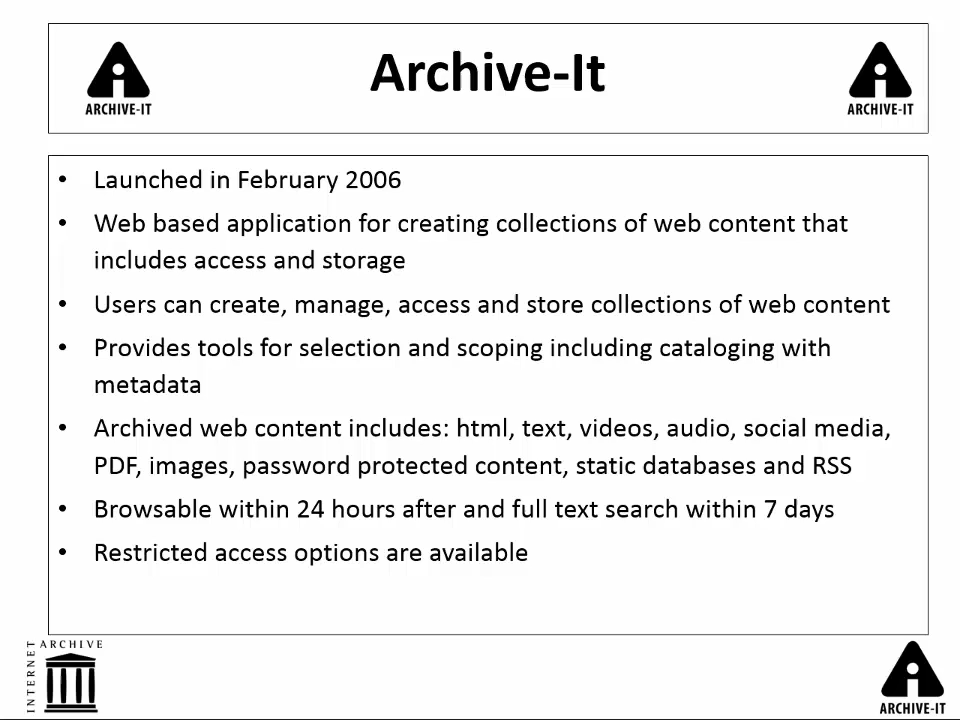 ARCHIVE-IT
Archive-It
ARCHIVE-IT
• Launched in February 2006
• Web based application for creating collections of web content that
includes access and storage
• Users can create, manage, access and store collections of web content
• Provides tools for selection and scoping including cataloging with
metadata
• Archived web content includes: html, text, videos, audio, social media,
PDF, images, password protected content, static databases and RSS
• Browsable within 24 hours after and full text search within 7 days
• Restricted access options are available
INTERNET
ARCHIVE
ARCHIVE-IT